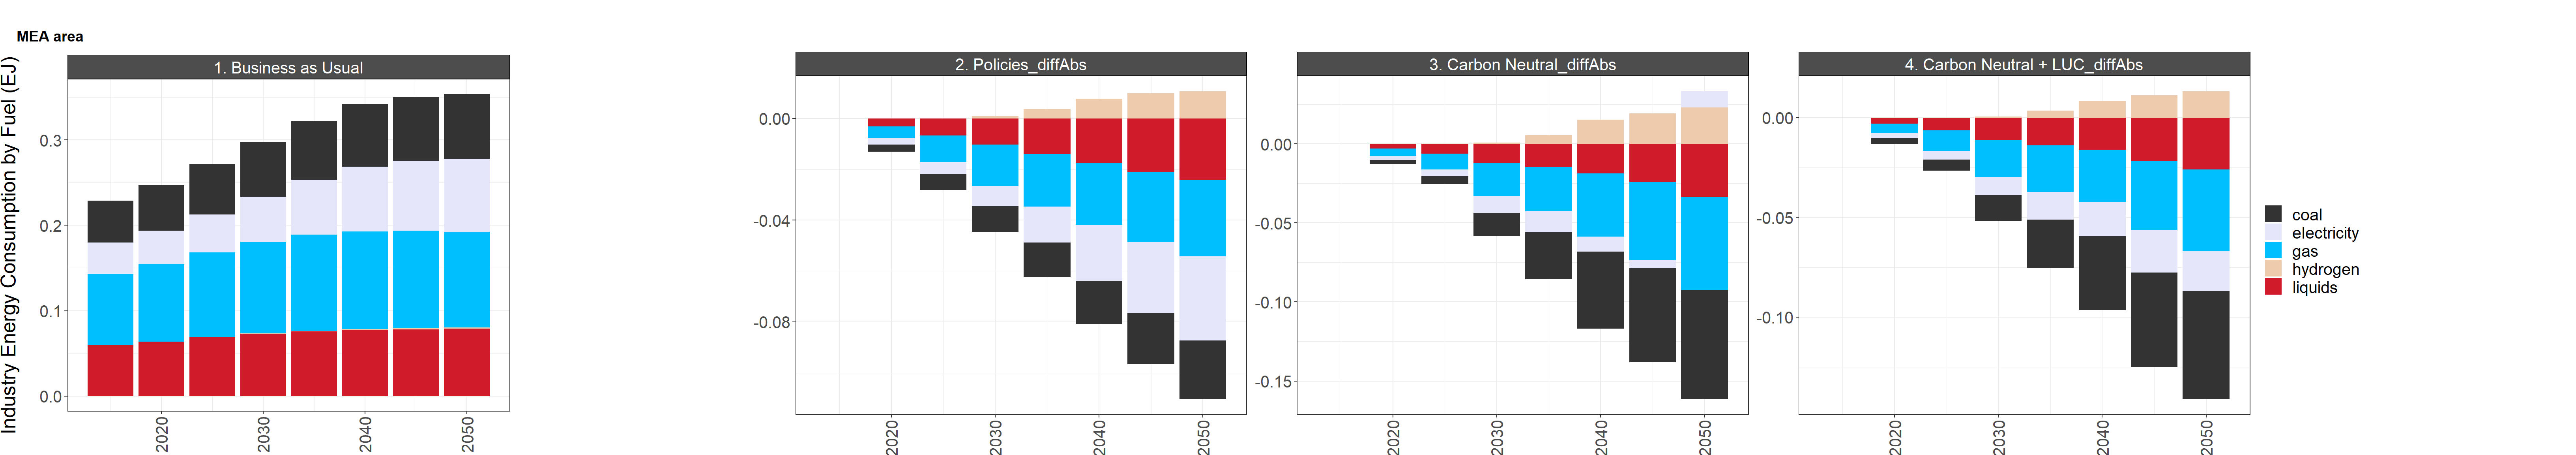 MEA area
Industry Energy Consumption by Fuel (EJ)
1. Business as Usual
0.3
0.2
0.1
0.0
2020
2030
2040
2050
2. Policies_diffAbs
0.00
-0.04
-0.08
2020
2030
2040
2050
3. Carbon Neutral_diffAbs
0.00
-0.05
-0.10
-0.15
2020
2030
2040
2050
4. Carbon Neutral + LUC_diffAbs
0.00
-0.05
-0.10
2020
2030
2040
2050
coal
electricity
gas
hydrogen
liquids